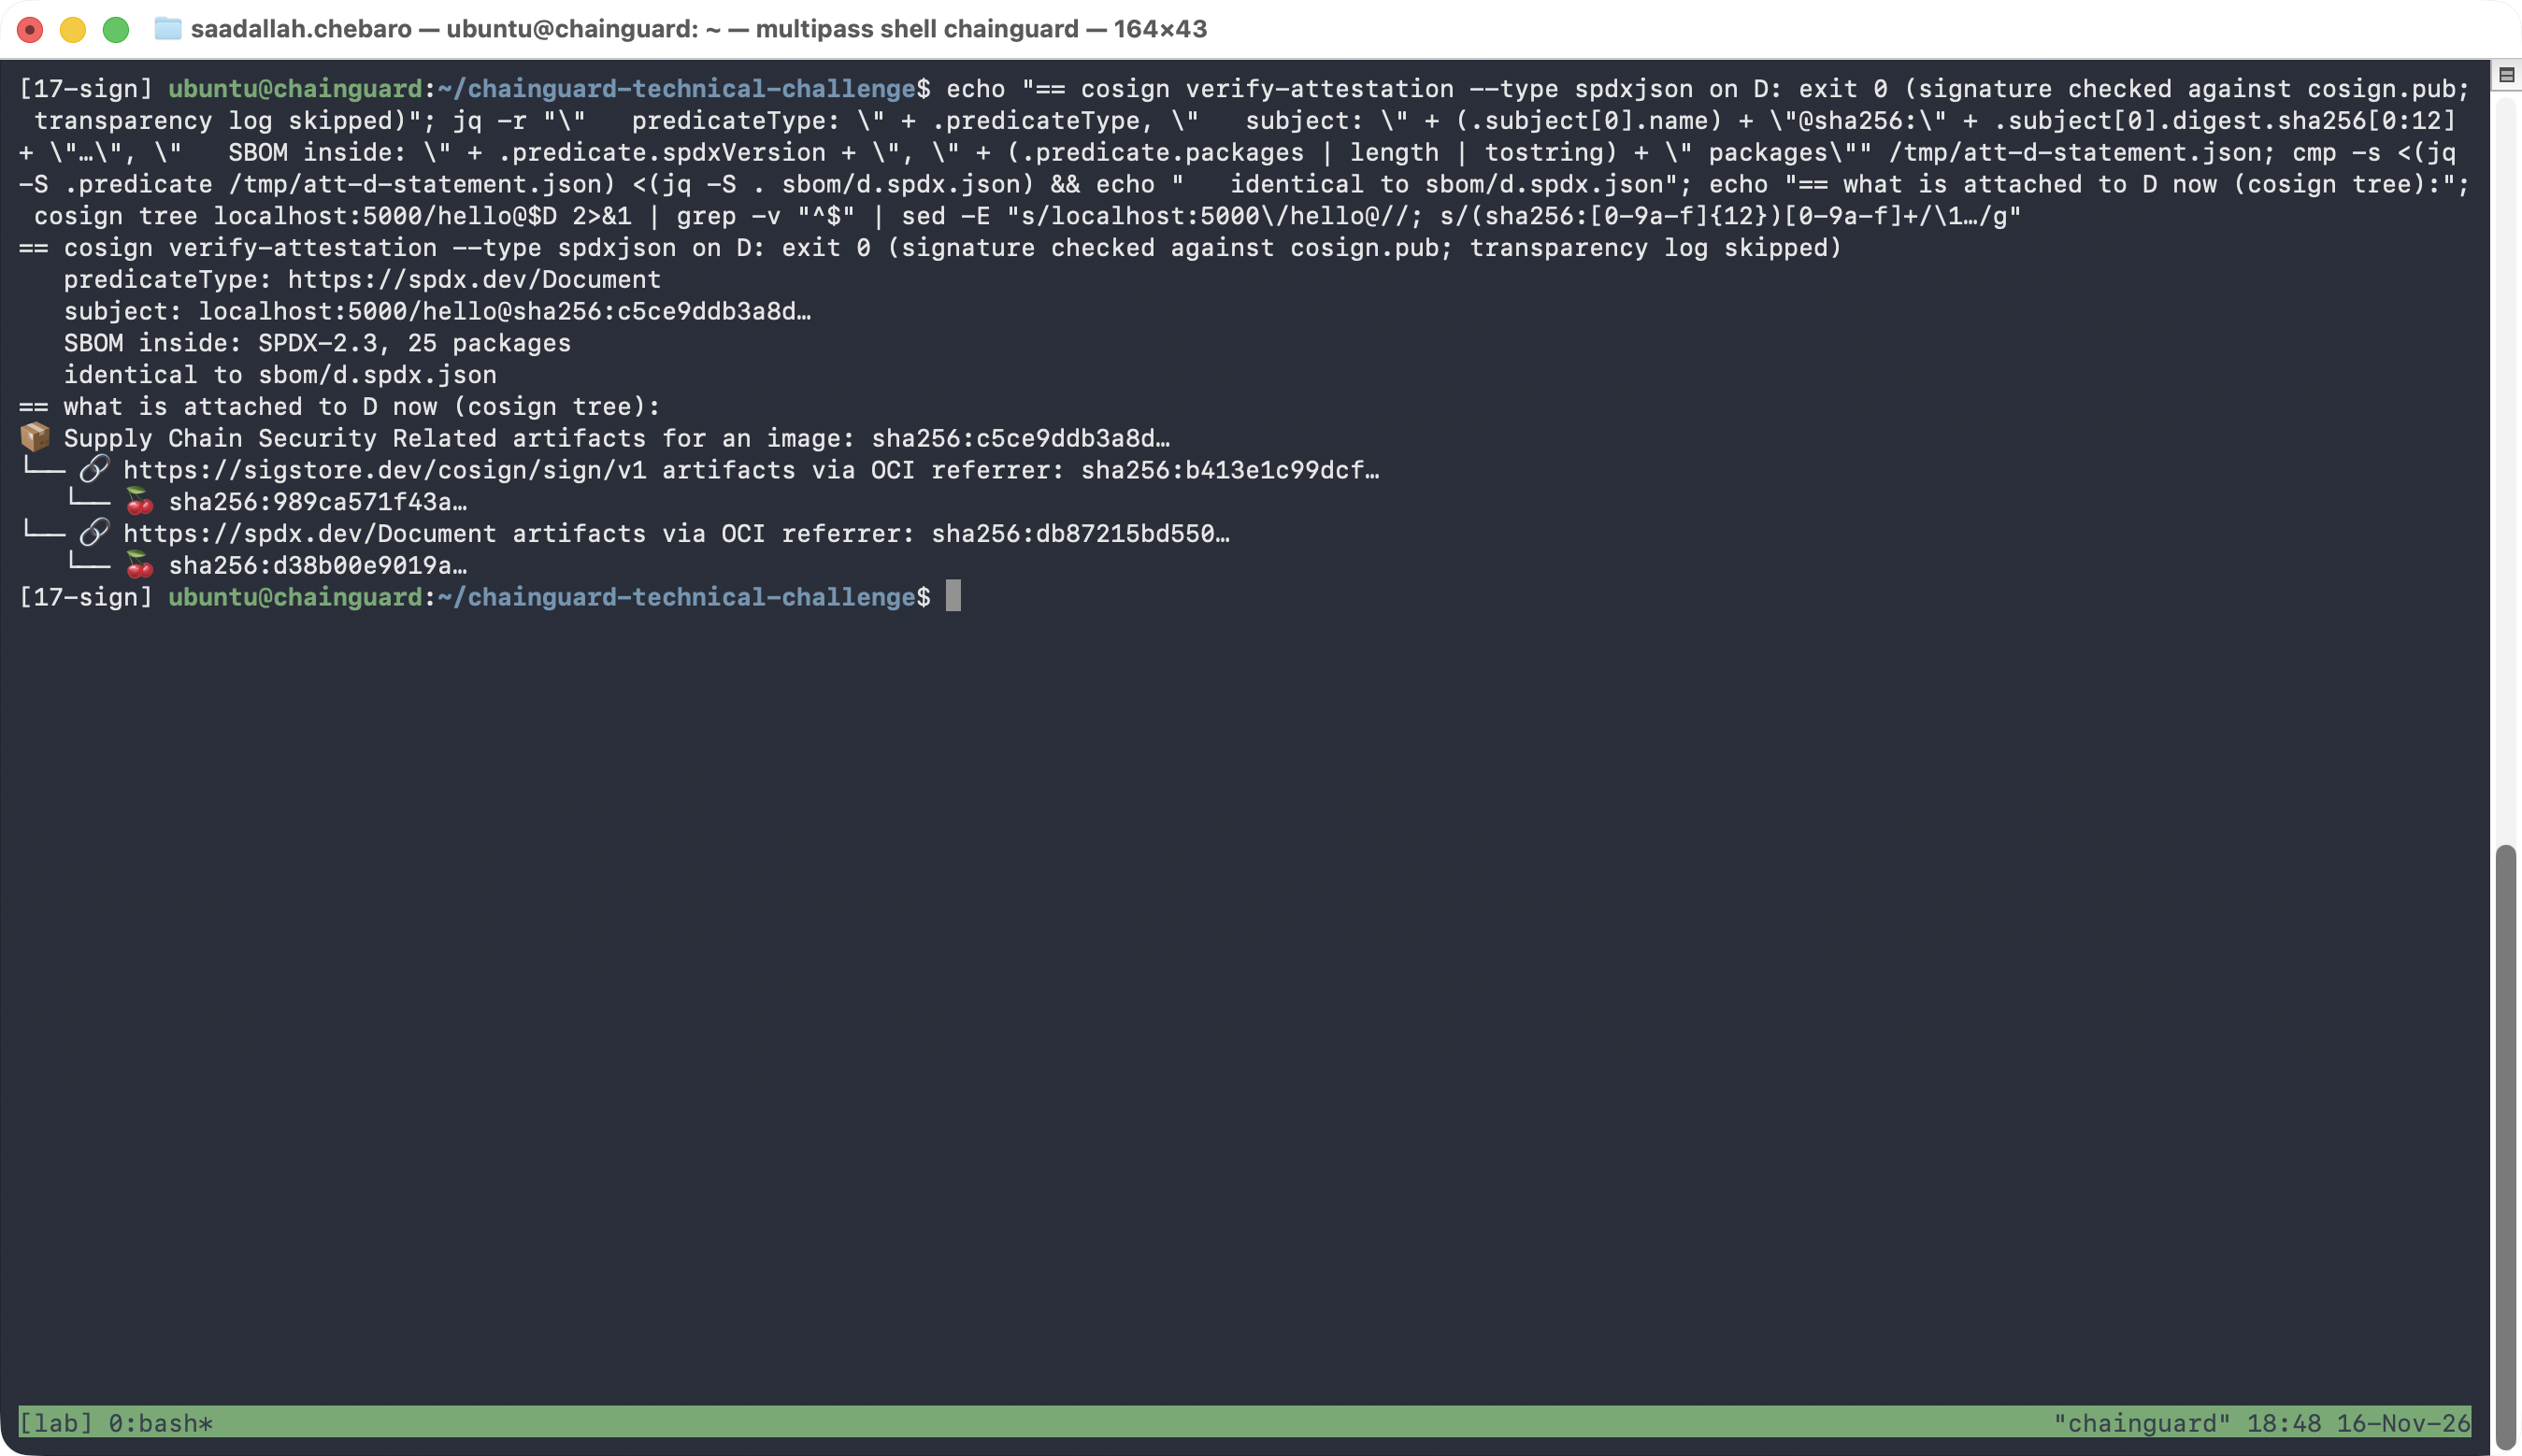 saadallah.chebaro — ubuntu@chainguard: ~ — multipass shell chainguard — 164×43
[17-sign] ubuntu@chainguard:~/chainguard-technical-challenge$ echo "== cosign verify-attestation --type spdxjson on D: exit 0 (signature checked against cosign.pub;
 transparency log skipped)"; jq -r "\"   predicateType: \" + .predicateType, \"   subject: \" + (.subject[0].name) + \"@sha256:\" + .subject[0].digest.sha256[0:12]
+ \"…\", \"   SBOM inside: \" + .predicate.spdxVersion + \", \" + (.predicate.packages | length | tostring) + \" packages\"" /tmp/att-d-statement.json; cmp -s <(jq
-S .predicate /tmp/att-d-statement.json) <(jq -S . sbom/d.spdx.json) && echo "   identical to sbom/d.spdx.json"; echo "== what is attached to D now (cosign tree):";
 cosign tree localhost:5000/hello@$D 2>&1 | grep -v "^$" | sed -E "s/localhost:5000\/hello@//; s/(sha256:[0-9a-f]{12})[0-9a-f]+/\1…/g"
== cosign verify-attestation --type spdxjson on D: exit 0 (signature checked against cosign.pub; transparency log skipped)
   predicateType: https://spdx.dev/Document
   subject: localhost:5000/hello@sha256:c5ce9ddb3a8d…
   SBOM inside: SPDX-2.3, 25 packages
   identical to sbom/d.spdx.json
== what is attached to D now (cosign tree):
📦 Supply Chain Security Related artifacts for an image: sha256:c5ce9ddb3a8d…
└── 🔗 https://sigstore.dev/cosign/sign/v1 artifacts via OCI referrer: sha256:b413e1c99dcf…
   └── 🍒 sha256:989ca571f43a…
└── 🔗 https://spdx.dev/Document artifacts via OCI referrer: sha256:db87215bd550…
   └── 🍒 sha256:d38b00e9019a…
[17-sign] ubuntu@chainguard:~/chainguard-technical-challenge$
[lab] 0:bash* "chainguard" 18:48 16-Nov-26